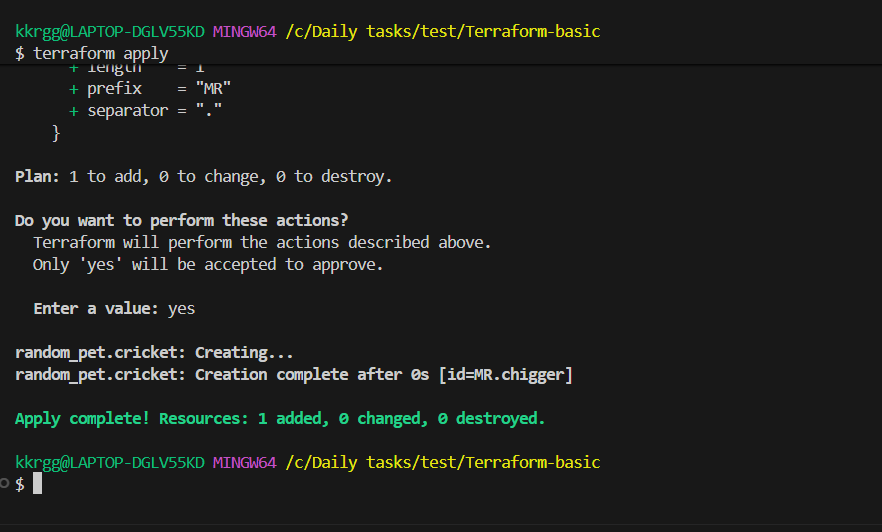 kkrgg@LAPTOP-DGLV55KD MINGW64 /c/Daily tasks/test/Terraform-basic
$ terraform apply
+ length = 1
+ prefix = "MR"
+ separator = "."
}
Plan: 1 to add, 0 to change, 0 to destroy.
Do you want to perform these actions?
Terraform will perform the actions described above.
Only 'yes' will be accepted to approve.
Enter a value: yes
random_pet.cricket: Creating...
random_pet.cricket: Creation complete after 0s [id=MR.chigger]
Apply complete! Resources: 1 added, 0 changed, 0 destroyed.
kkrgg@LAPTOP-DGLV55KD MINGW64 /c/Daily tasks/test/Terraform-basic
$